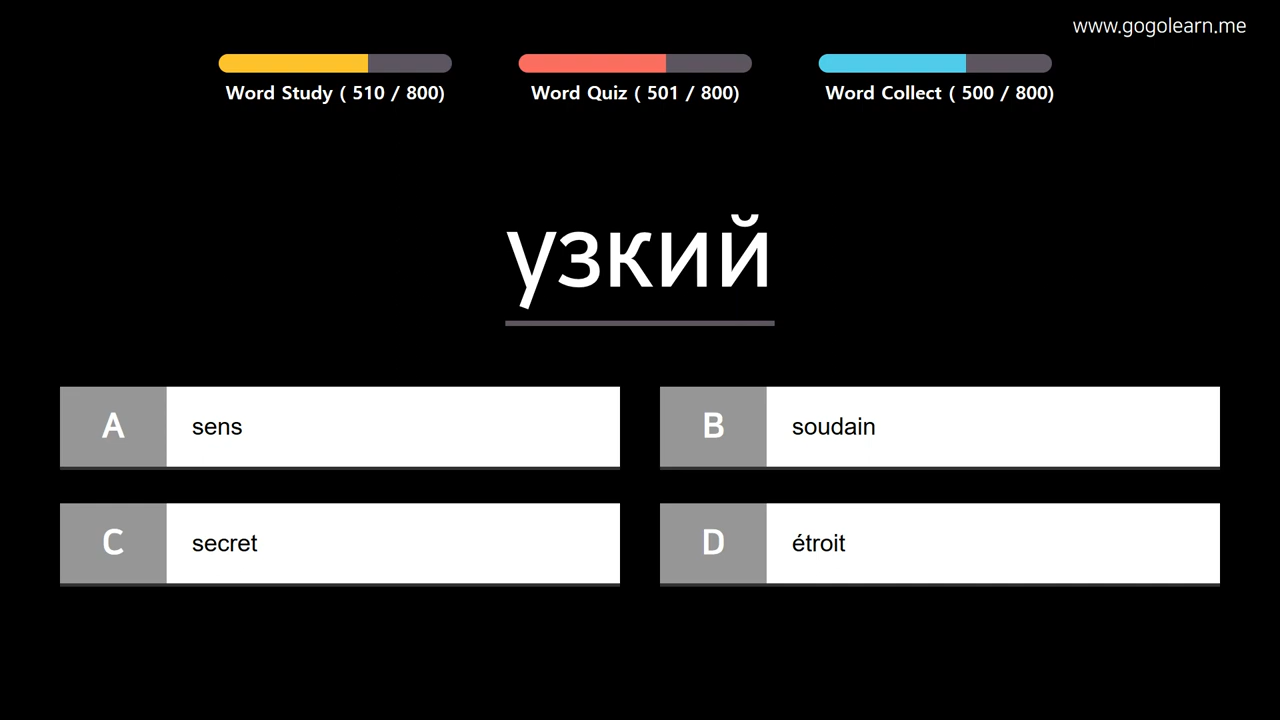 www.gogolearn.me
Word Study ( 510 / 800)
Word Quiz ( 501 / 800)
Word Collect ( 500 / 800)
узкий
A sens
B soudain
C secret
D étroit